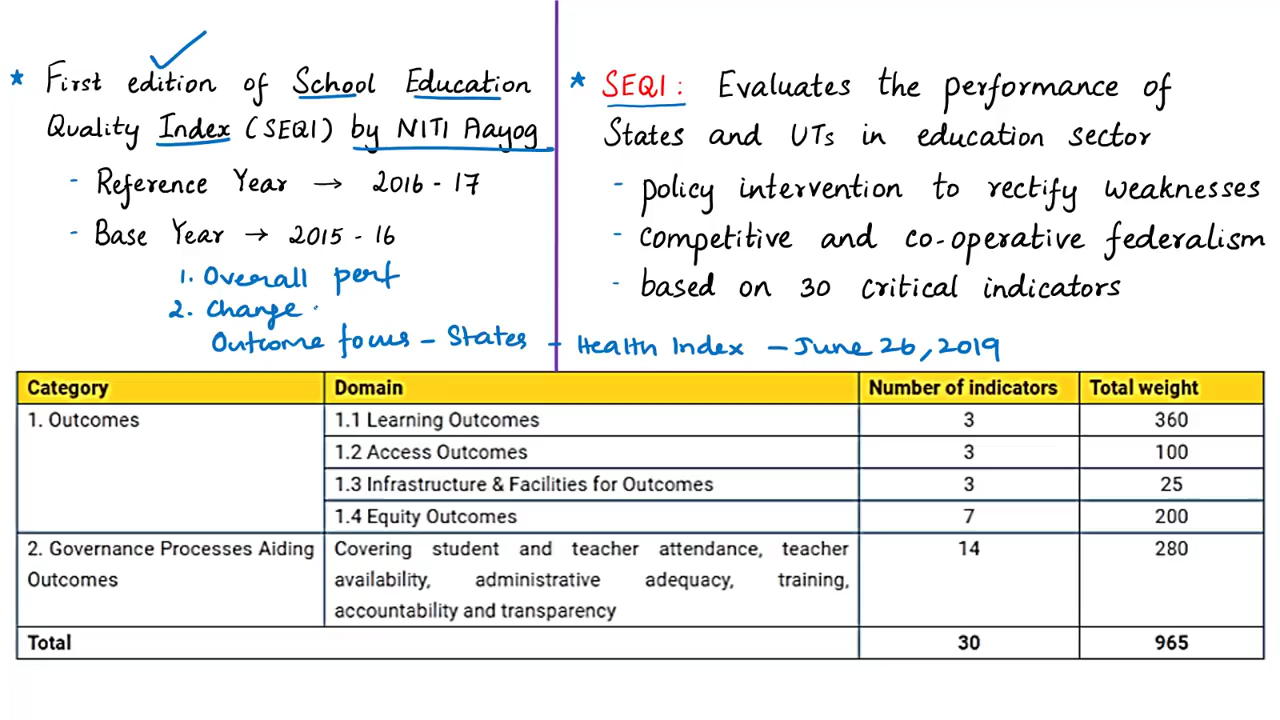 * First edition of School Education
Quality Index (SEQI) by NITI Aayog
- Reference Year → 2016 - 17
- Base Year → 2015 - 16
1. Overall perf
2. Change
Outcome focus - States - Health Index - June 26, 2019
* SEQI: Evaluates the performance of
States and UTs in education sector
- policy intervention to rectify weaknesses
- competitive and co-operative federalism
- based on 30 critical indicators
Category Domain Number of indicators Total weight
1. Outcomes 1.1 Learning Outcomes 3 360
1.2 Access Outcomes 3 100
1.3 Infrastructure & Facilities for Outcomes 3 25
1.4 Equity Outcomes 7 200
2. Governance Processes Aiding Covering student and teacher attendance, teacher 14 280
Outcomes availability, administrative adequacy, training,
accountability and transparency
Total 30 965